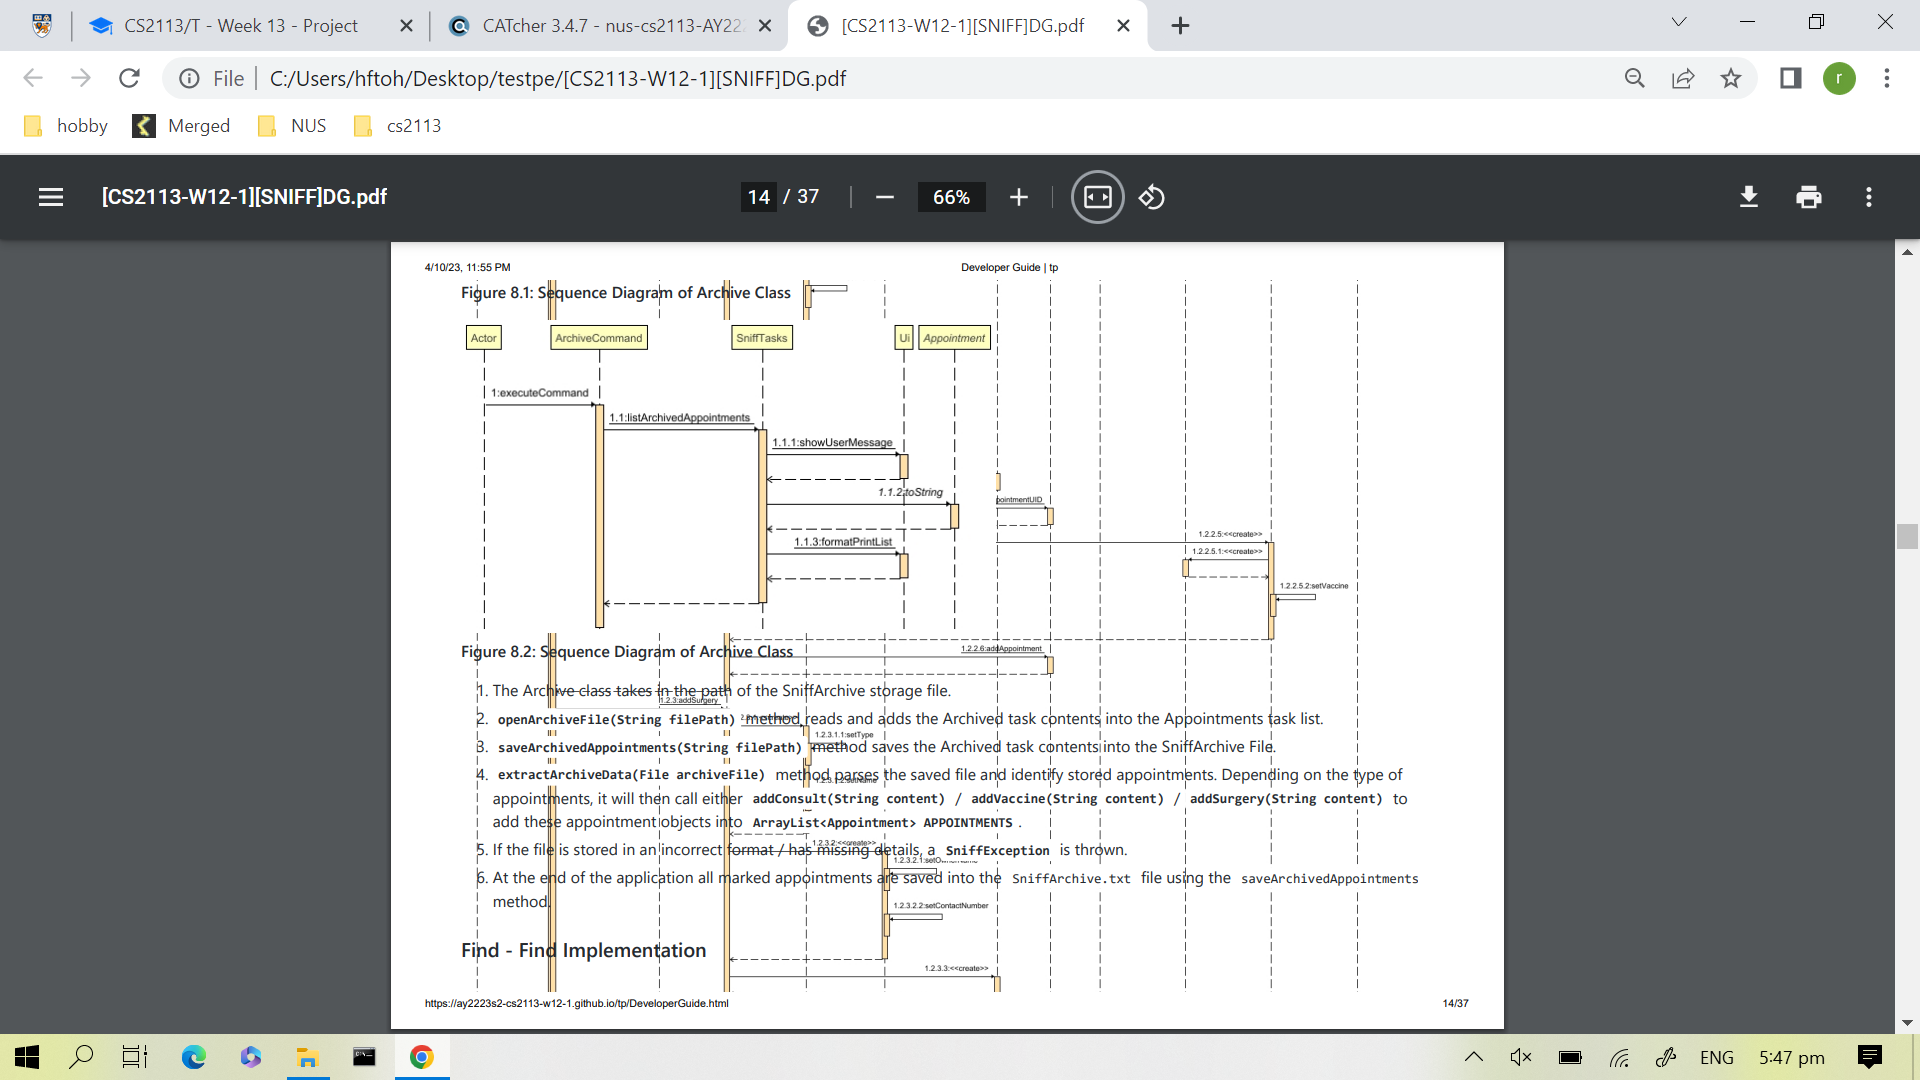 CS2113/T - Week 13 - Project
CATcher 3.4.7 - nus-cs2113-AY222
[CS2113-W12-1][SNIFF]DG.pdf
File
C:/Users/hftoh/Desktop/testpe/[CS2113-W12-1][SNIFF]DG.pdf
r
hobby
Merged
NUS
cs2113
[CS2113-W12-1][SNIFF]DG.pdf
14 / 37
66%
4/10/23, 11:55 PM
Developer Guide | tp
Figure 8.1: Sequence Diagram of Archive Class
Actor
ArchiveCommand
SniffTasks
Ui
Appointment
1:executeCommand
1.1:listArchivedAppointments
1.1.1:showUserMessage
1.1.2:toString
pointmentUID
1.2.2.5:<<create>>
1.1.3:formatPrintList
1.2.2.5.1:<<create>>
1.2.2.5.2:setVaccine
Figure 8.2: Sequence Diagram of Archive Class
1.2.2.6:addAppointment
1. The Archive class takes in the path of the SniffArchive storage file.
1.2.3:addSurgery
2. openArchiveFile(String filePath) method reads and adds the Archived task contents into the Appointments task list.
1.2.3.1.1:setType
3. saveArchivedAppointments(String filePath) method saves the Archived task contents into the SniffArchive File.
4. extractArchiveData(File archiveFile) method parses the saved file and identify stored appointments. Depending on the type of
appointments, it will then call either addConsult(String content) / addVaccine(String content) / addSurgery(String content) to
add these appointment objects into ArrayList<Appointment> APPOINTMENTS .
1.2.3.2:<<create>>
5. If the file is stored in an incorrect format / has missing details, a SniffException is thrown.
6. At the end of the application all marked appointments are saved into the SniffArchive.txt file using the saveArchivedAppointments
method.
1.2.3.2.2:setContactNumber
Find - Find Implementation
1.2.3.3:<<create>>
https://ay2223s2-cs2113-w12-1.github.io/tp/DeveloperGuide.html
14/37
ENG
5:47 pm